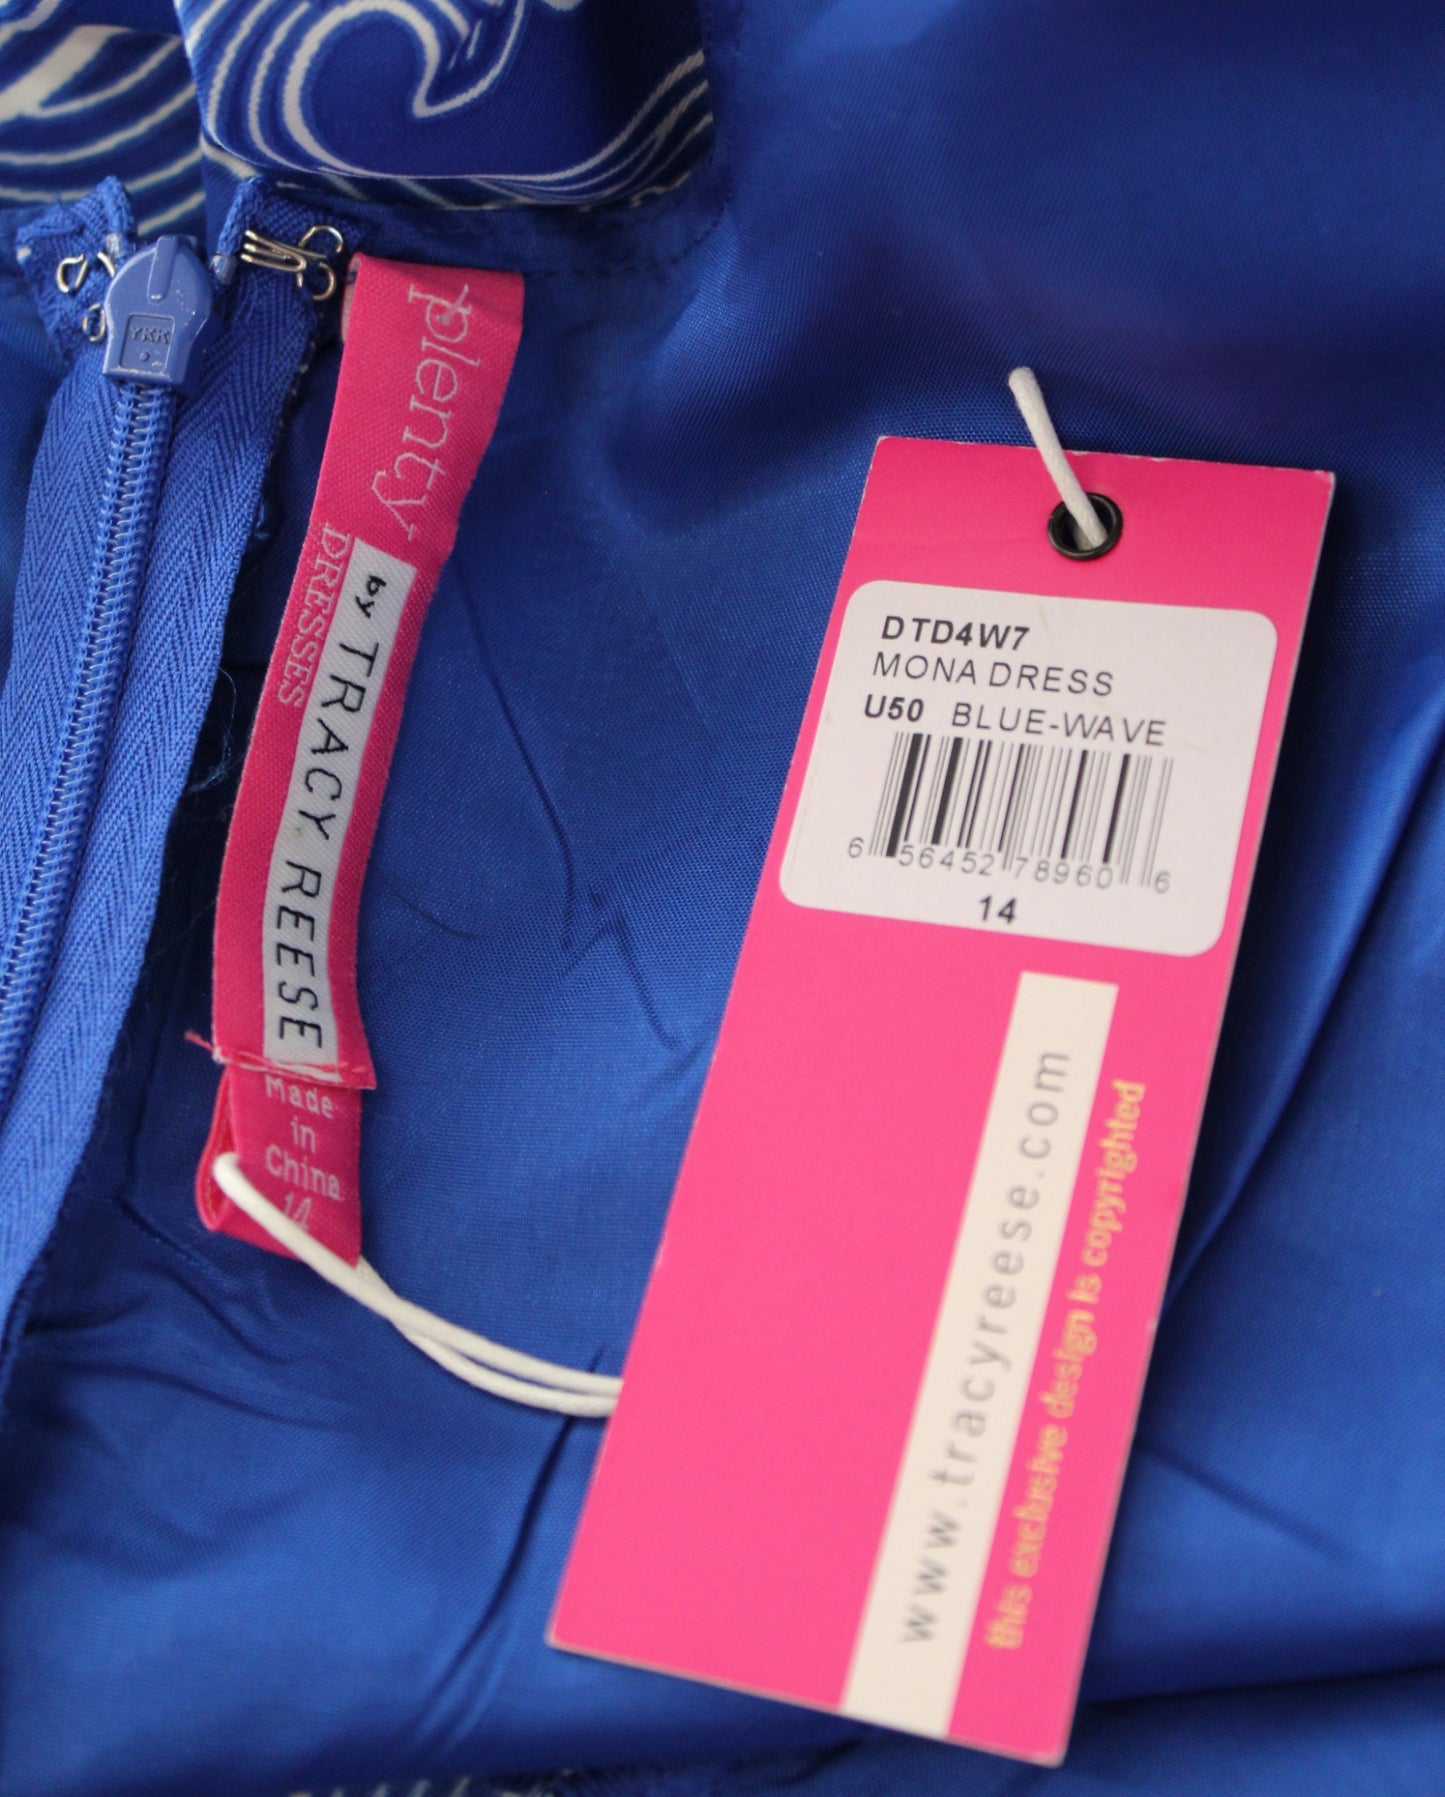 YKK
plenty
DRESSES
by TRACY REESE
Made
in
China
14
DTD4W7
MONA DRESS
U50 BLUE-WAVE
6 56452 78960 6
14
www.tracyreese.com
this exclusive design is copyrighted